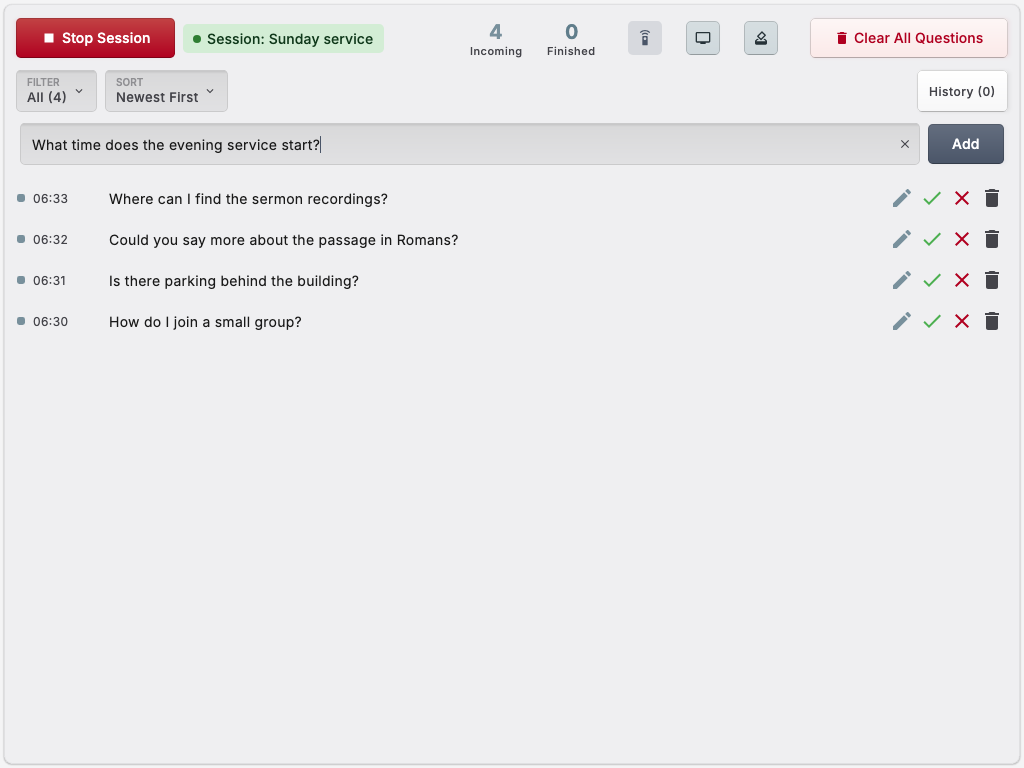 Stop Session
Session: Sunday service
4
Incoming
0
Finished
Clear All Questions
FILTER
All (4)
SORT
Newest First
History (0)
What time does the evening service start?
Add
06:33 Where can I find the sermon recordings?
06:32 Could you say more about the passage in Romans?
06:31 Is there parking behind the building?
06:30 How do I join a small group?